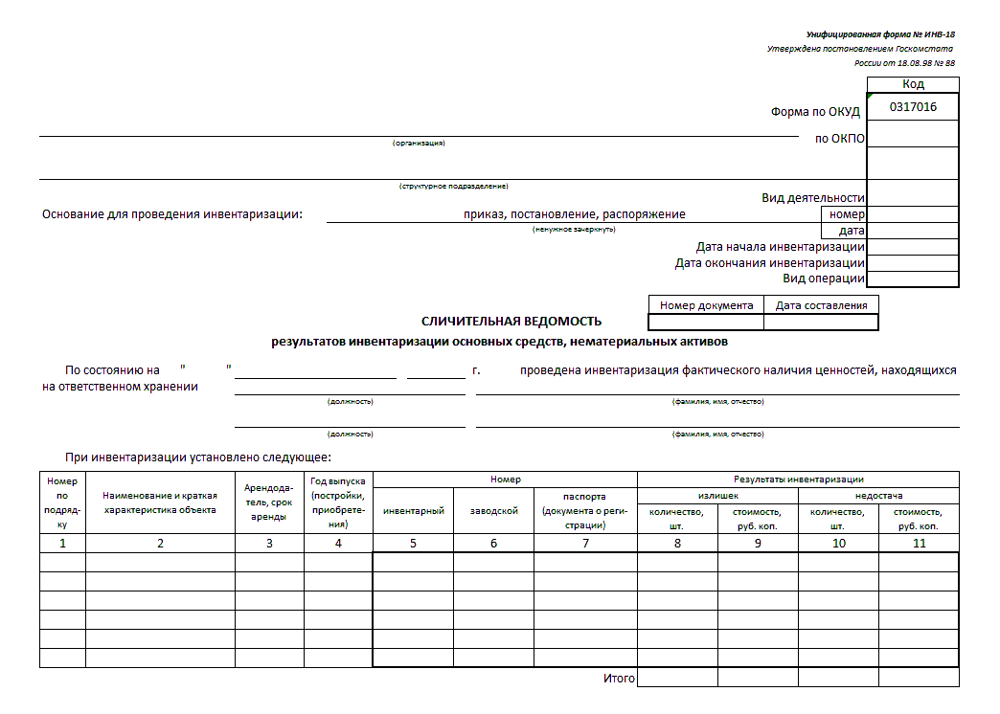 Унифицированная форма № ИНВ-18
Утверждена постановлением Госкомстата
России от 18.08.98 № 88
Код
Форма по ОКУД 0317016
по ОКПО
(организация)
(структурное подразделение)
Вид деятельности
Основание для проведения инвентаризации: приказ, постановление, распоряжение номер
(ненужное зачеркнуть) дата
Дата начала инвентаризации
Дата окончания инвентаризации
Вид операции
Номер документа Дата составления
СЛИЧИТЕЛЬНАЯ ВЕДОМОСТЬ
результатов инвентаризации основных средств, нематериальных активов
По состоянию на " " г. проведена инвентаризация фактического наличия ценностей, находящихся
на ответственном хранении
(должность) (фамилия, имя, отчество)
(должность) (фамилия, имя, отчество)
При инвентаризации установлено следующее:
Номер
по
подряд-
ку
Наименование и краткая
характеристика объекта
Арендода-
тель, срок
аренды
Год выпуска
(постройки,
приобрете-
ния)
Номер
инвентарный
заводской
паспорта
(документа о реги-
страции)
Результаты инвентаризации
излишек
недостача
количество,
шт.
стоимость,
руб. коп.
количество,
шт.
стоимость,
руб. коп.
1 2 3 4 5 6 7 8 9 10 11
Итого